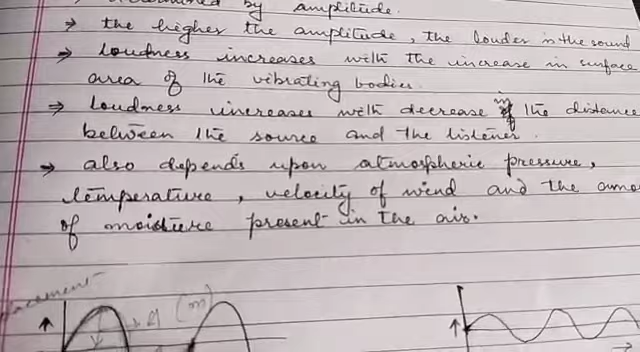 by amplitude.
→ the higher the amplitude, the louder is the sound
→ loudness increases with the increase in surface
area of the vibrating bodies.
→ loudness increases with decrease in the distance
between the source and the listener.
→ also depends upon atmospheric pressure,
temperature, velocity of wind and the
of moisture present in the air.
(m)